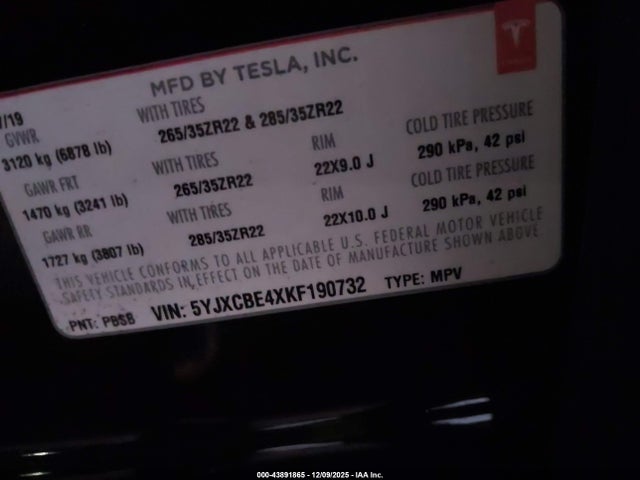 MFD BY TESLA, INC.
/19
GVWR WITH TIRES
3120 kg (6878 lb) 265/35ZR22 & 285/35ZR22
GAWR FRT WITH TIRES RIM COLD TIRE PRESSURE
1470 kg (3241 lb) 265/35ZR22 22X9.0 J 290 kPa, 42 psi
GAWR RR WITH TIRES RIM COLD TIRE PRESSURE
1727 kg (3807 lb) 285/35ZR22 22X10.0 J 290 kPa, 42 psi
THIS VEHICLE CONFORMS TO ALL APPLICABLE U.S. FEDERAL MOTOR VEHICLE
SAFETY STANDARDS IN EFFECT ON THE DATE OF MANUFACTURE SHOWN ABOVE.
PNT: PBSB VIN: 5YJXCBE4XKF190732 TYPE: MPV
000-43891865 - 12/09/2025 - IAA Inc.